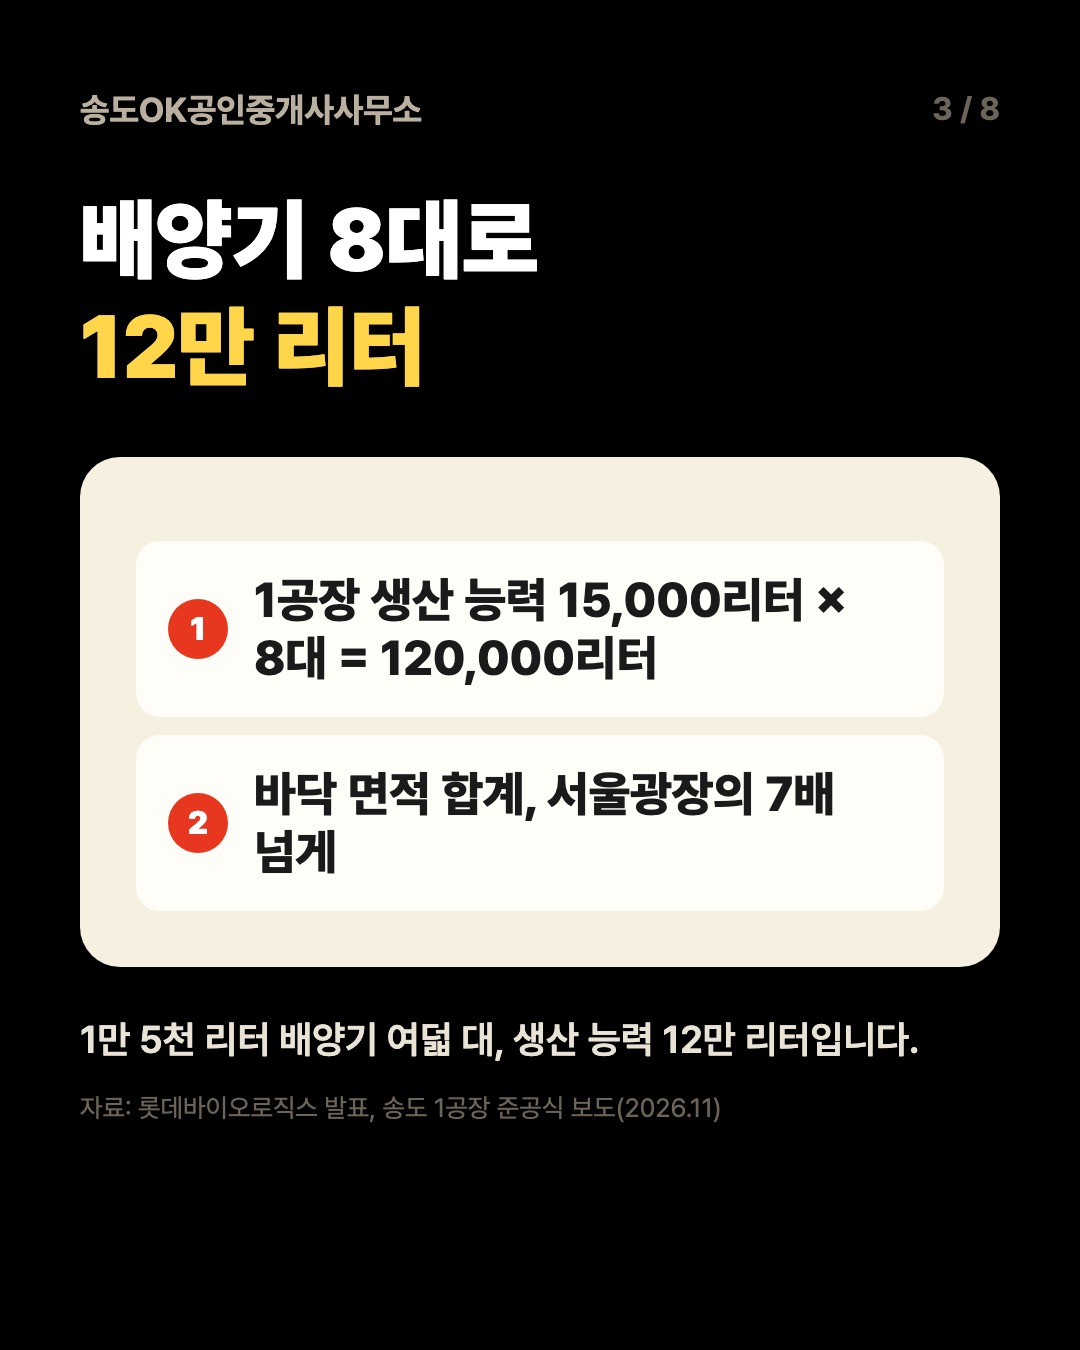 송도OK공인중개사사무소
3 / 8
배양기 8대로
12만 리터
1
1공장 생산 능력 15,000리터 ×
8대 = 120,000리터
2
바닥 면적 합계, 서울광장의 7배
넘게
1만 5천 리터 배양기 여덟 대, 생산 능력 12만 리터입니다.
자료: 롯데바이오로직스 발표, 송도 1공장 준공식 보도(2026.11)